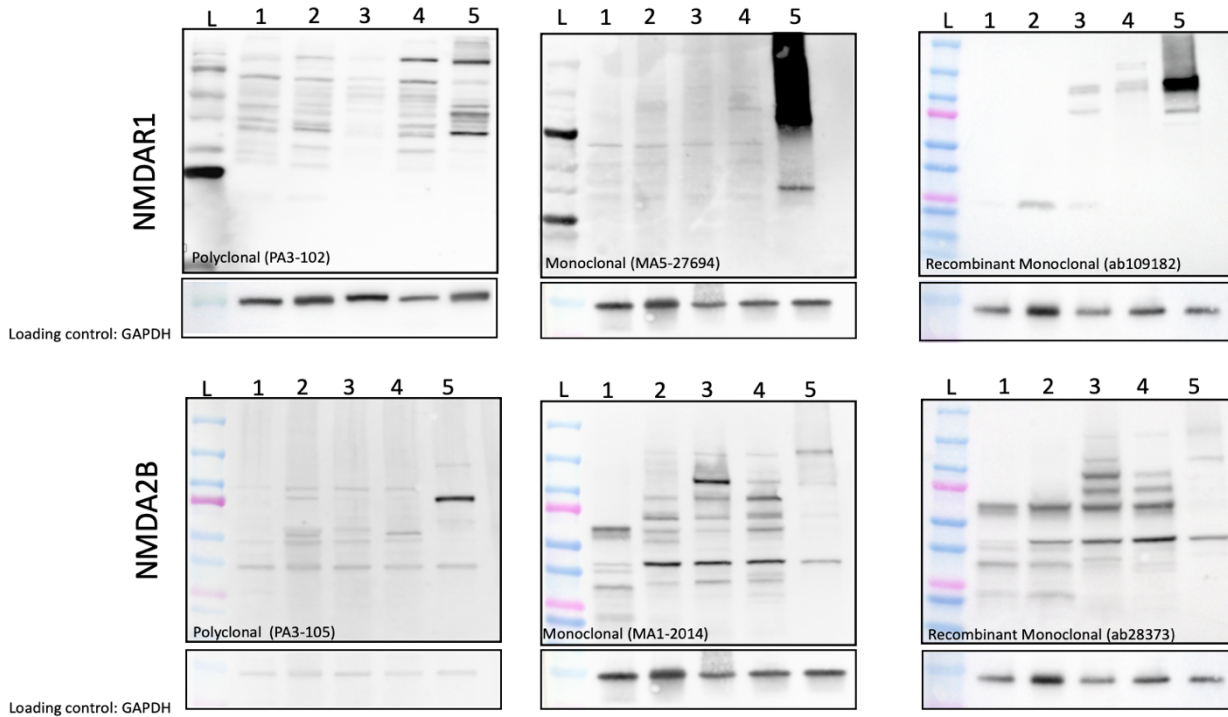 L 1 2 3 4 5
L 1 2 3 4 5
L 1 2 3 4 5
NMDAR1
Polyclonal (PA3-102)
Monoclonal (MA5-27694)
Recombinant Monoclonal (ab109182)
Loading control: GAPDH
L 1 2 3 4 5
L 1 2 3 4 5
L 1 2 3 4 5
NMDA2B
Polyclonal (PA3-105)
Monoclonal (MA1-2014)
Recombinant Monoclonal (ab28373)
Loading control: GAPDH